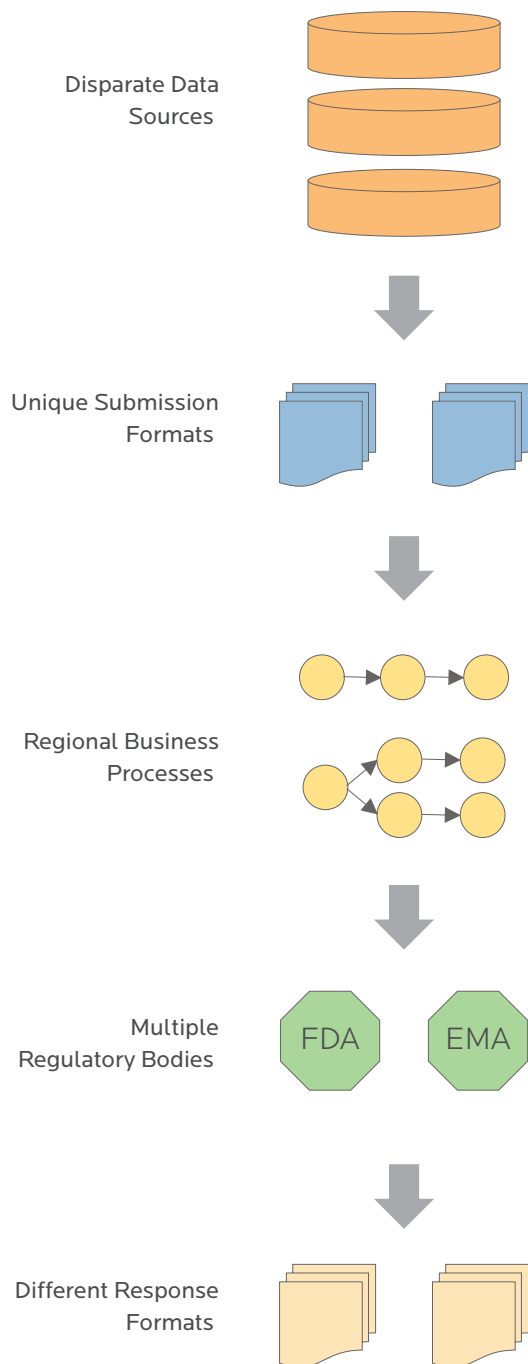 Disparate Data
Sources
Unique Submission
Formats
Regional Business
Processes
Multiple
Regulatory Bodies
FDA
EMA
Different Response
Formats